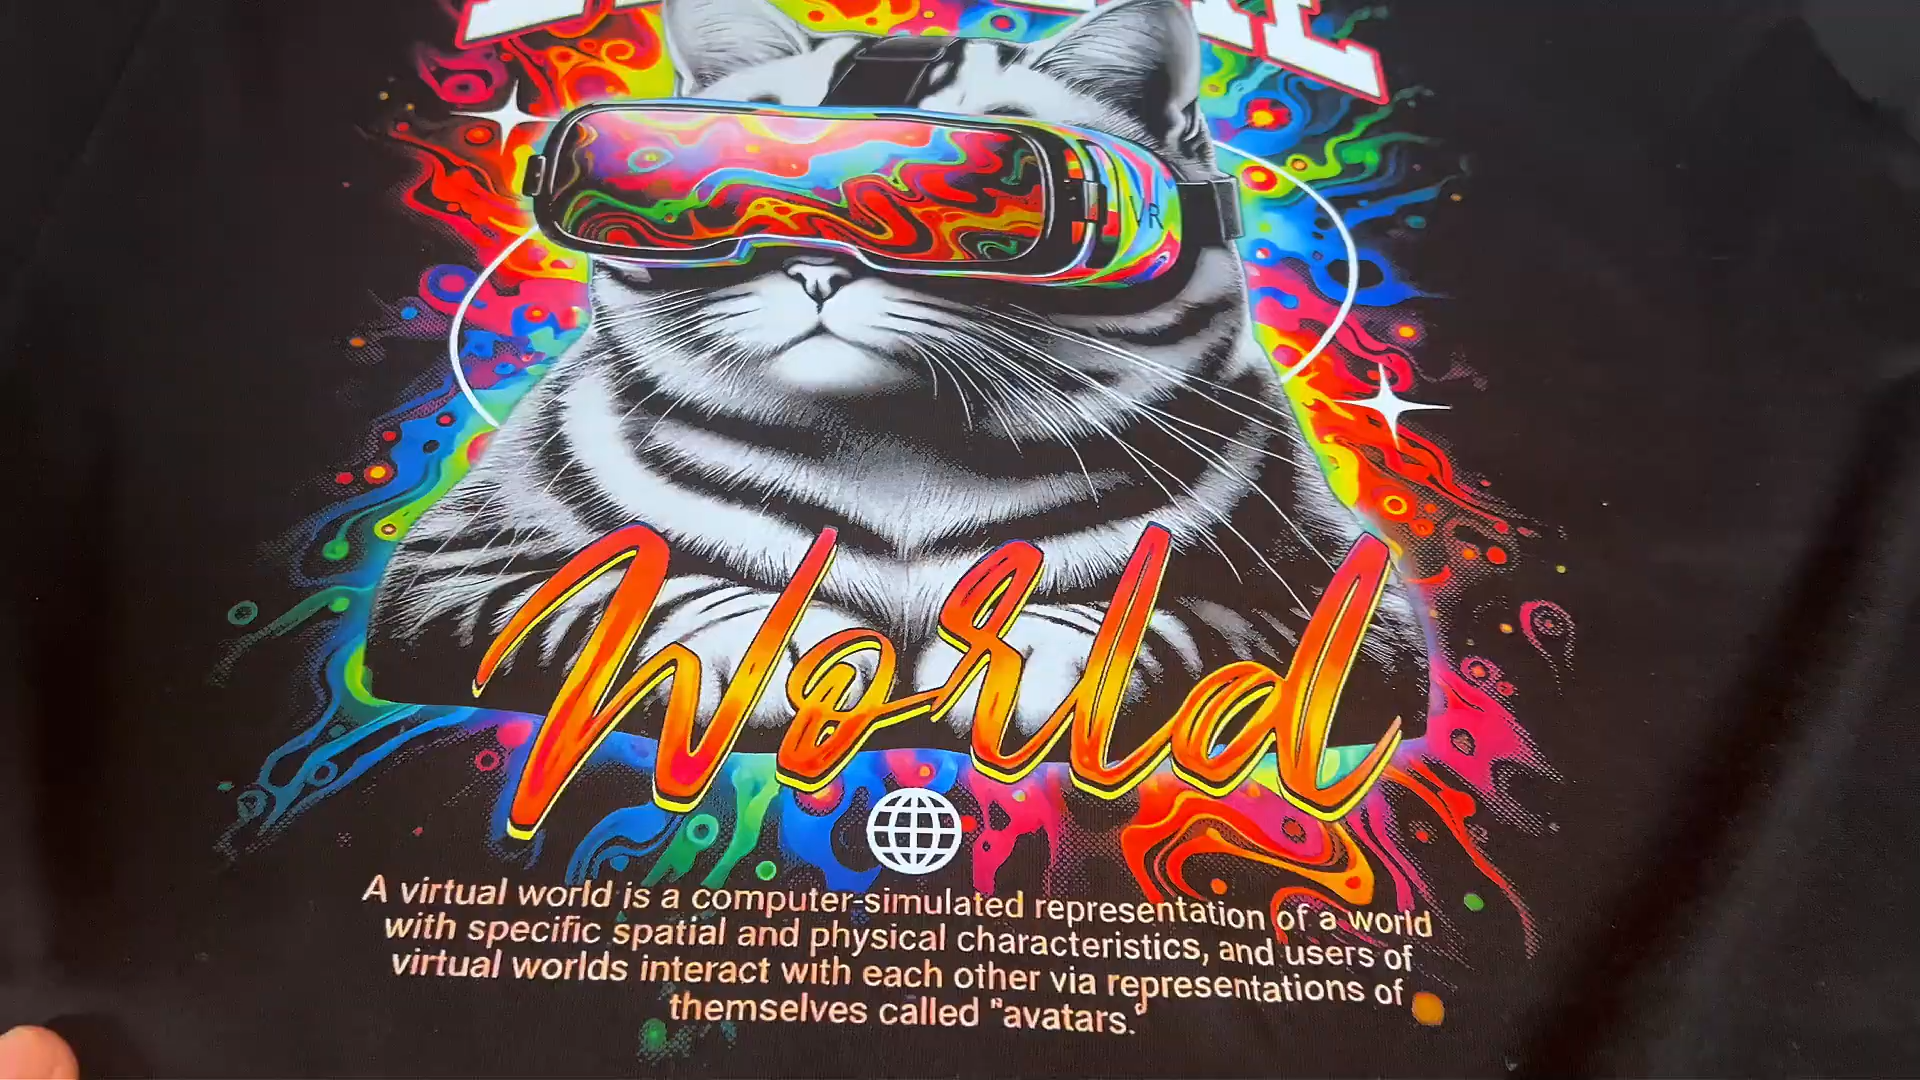 VR
World
A virtual world is a computer-simulated representation of a world
with specific spatial and physical characteristics, and users of
virtual worlds interact with each other via representations of
themselves called "avatars."